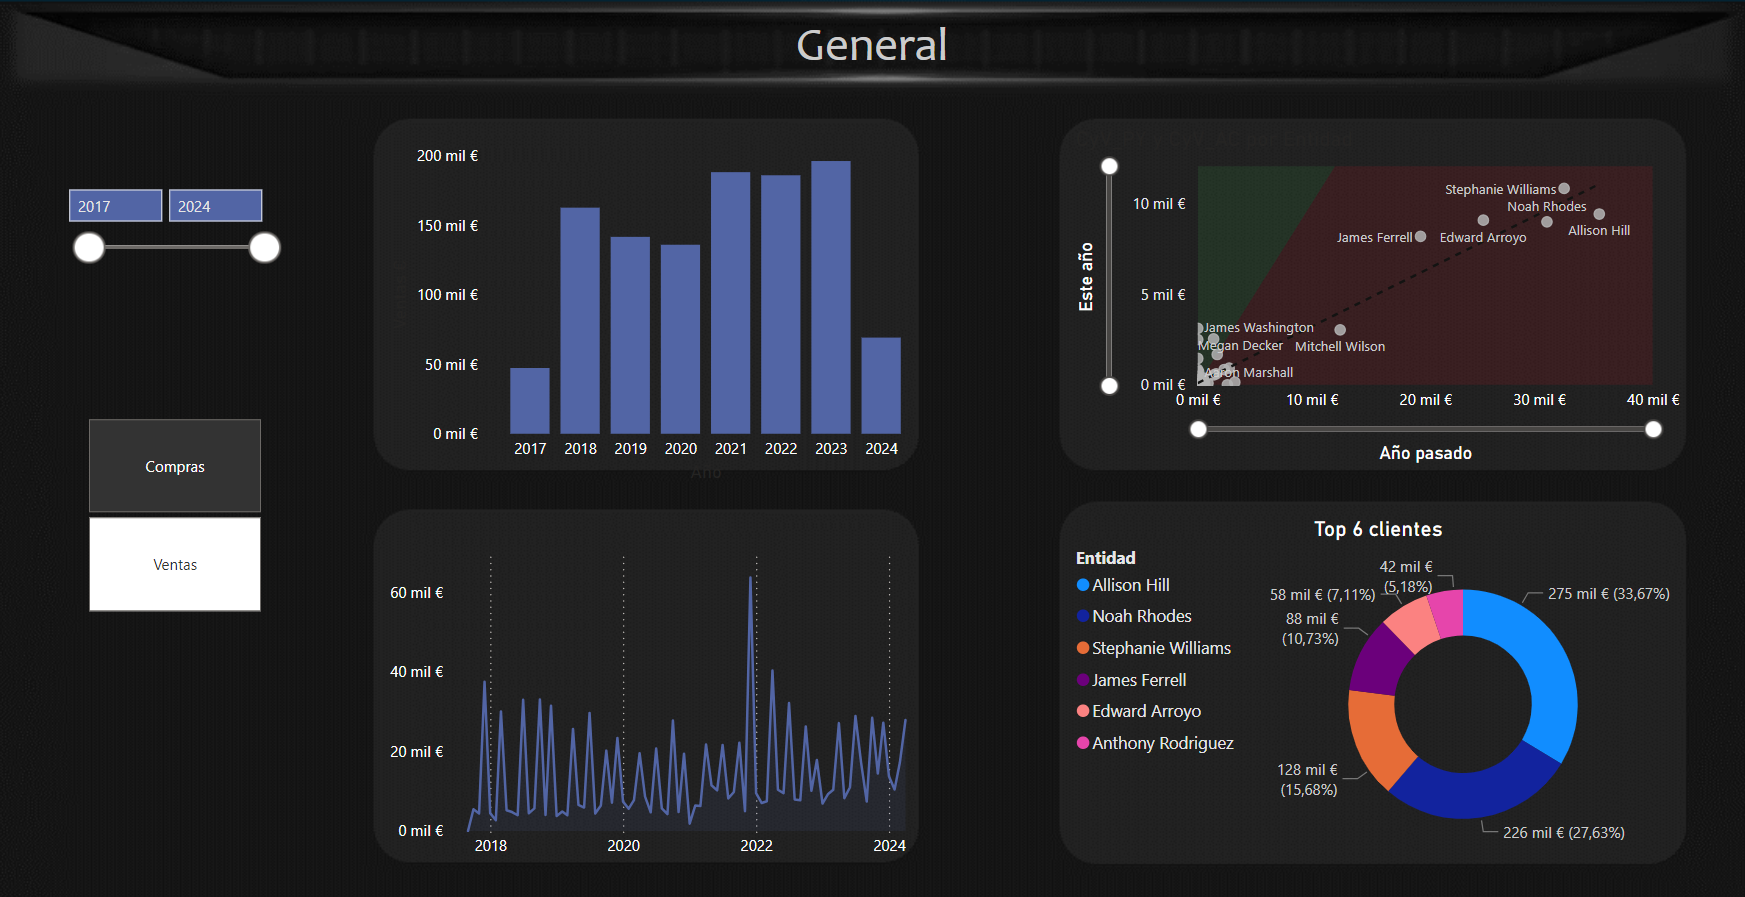 General
2017
2024
Compras
Ventas
200 mil €
150 mil €
100 mil €
50 mil €
0 mil €
2017 2018 2019 2020 2021 2022 2023 2024
Año
60 mil €
40 mil €
20 mil €
0 mil €
2018 2020 2022 2024
Este año
10 mil €
5 mil €
0 mil €
Stephanie Williams
Noah Rhodes
Allison Hill
James Ferrell
Edward Arroyo
James Washington
Megan Decker
Mitchell Wilson
Aaron Marshall
0 mil € 10 mil € 20 mil € 30 mil € 40 mil €
Año pasado
Top 6 clientes
Entidad
Allison Hill
Noah Rhodes
Stephanie Williams
James Ferrell
Edward Arroyo
Anthony Rodriguez
42 mil €
(5,18%)
58 mil € (7,11%)
88 mil €
(10,73%)
128 mil €
(15,68%)
275 mil € (33,67%)
226 mil € (27,63%)